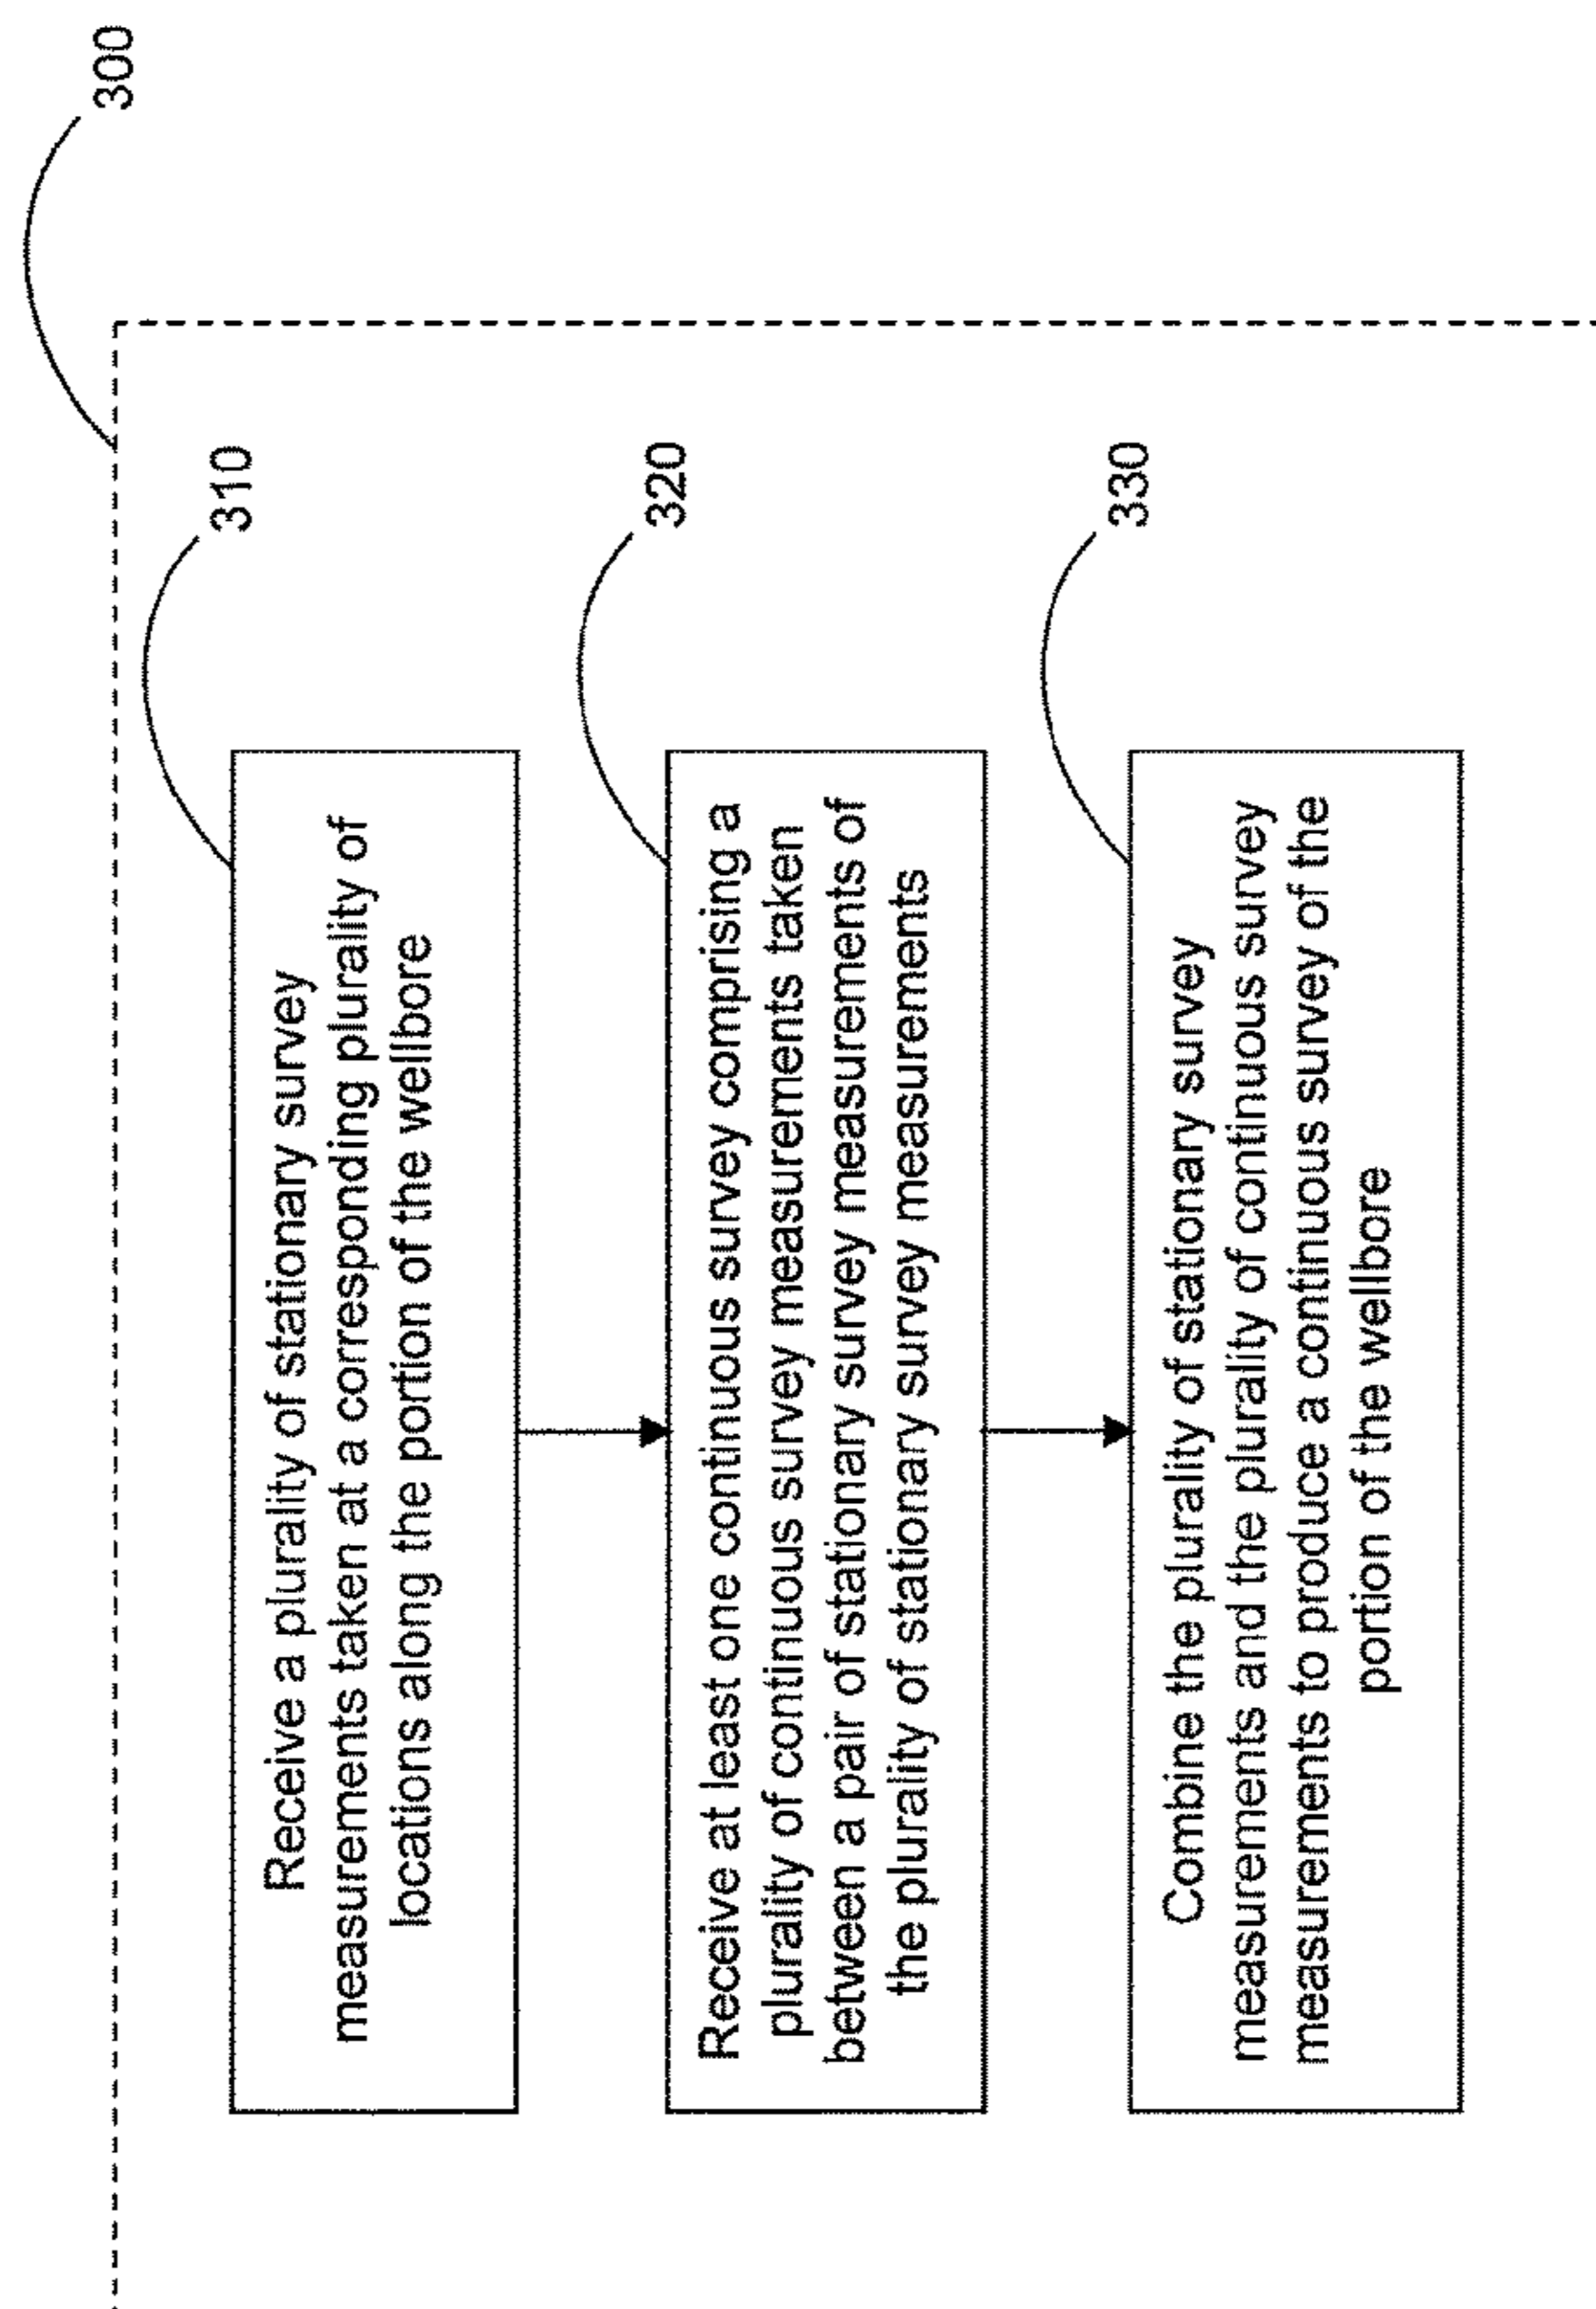 300
310
Receive a plurality of stationary survey
measurements taken at a corresponding plurality of
locations along the portion of the wellbore
320
Receive at least one continuous survey comprising a
plurality of continuous survey measurements taken
between a pair of stationary survey measurements of
the plurality of stationary survey measurements
330
Combine the plurality of stationary survey
measurements and the plurality of continuous survey
measurements to produce a continuous survey of the
portion of the wellbore